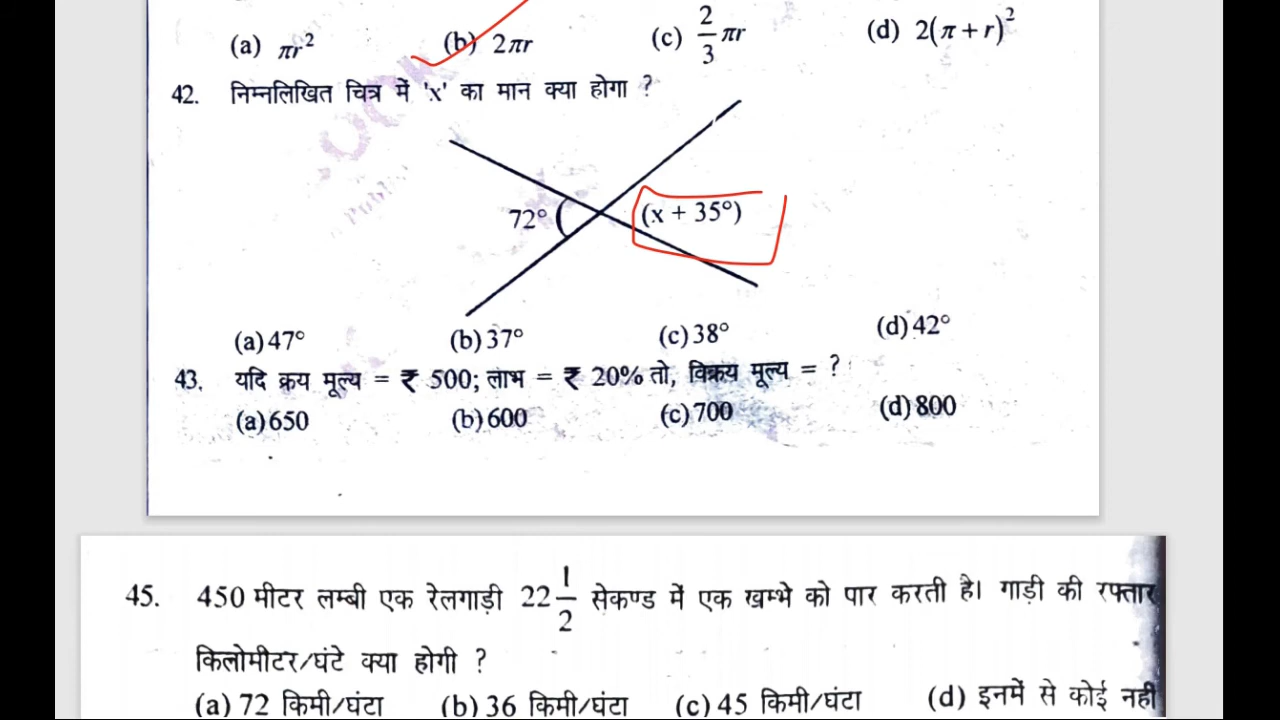 (a) πr² (b) 2πr (c) 2/3 πr (d) 2(π + r)²
42. निम्नलिखित चित्र में 'x' का मान क्या होगा ?
72° (x + 35°)
(a) 47° (b) 37° (c) 38° (d) 42°
43. यदि क्रय मूल्य = ₹ 500; लाभ = ₹ 20% तो, विक्रय मूल्य = ?
(a) 650 (b) 600 (c) 700 (d) 800
45. 450 मीटर लम्बी एक रेलगाड़ी 22 1/2 सेकण्ड में एक खम्भे को पार करती है। गाड़ी की रफ्तार
किलोमीटर/घंटे क्या होगी ?
(a) 72 किमी/घंटा (b) 36 किमी/घंटा (c) 45 किमी/घंटा (d) इनमें से कोई नहीं